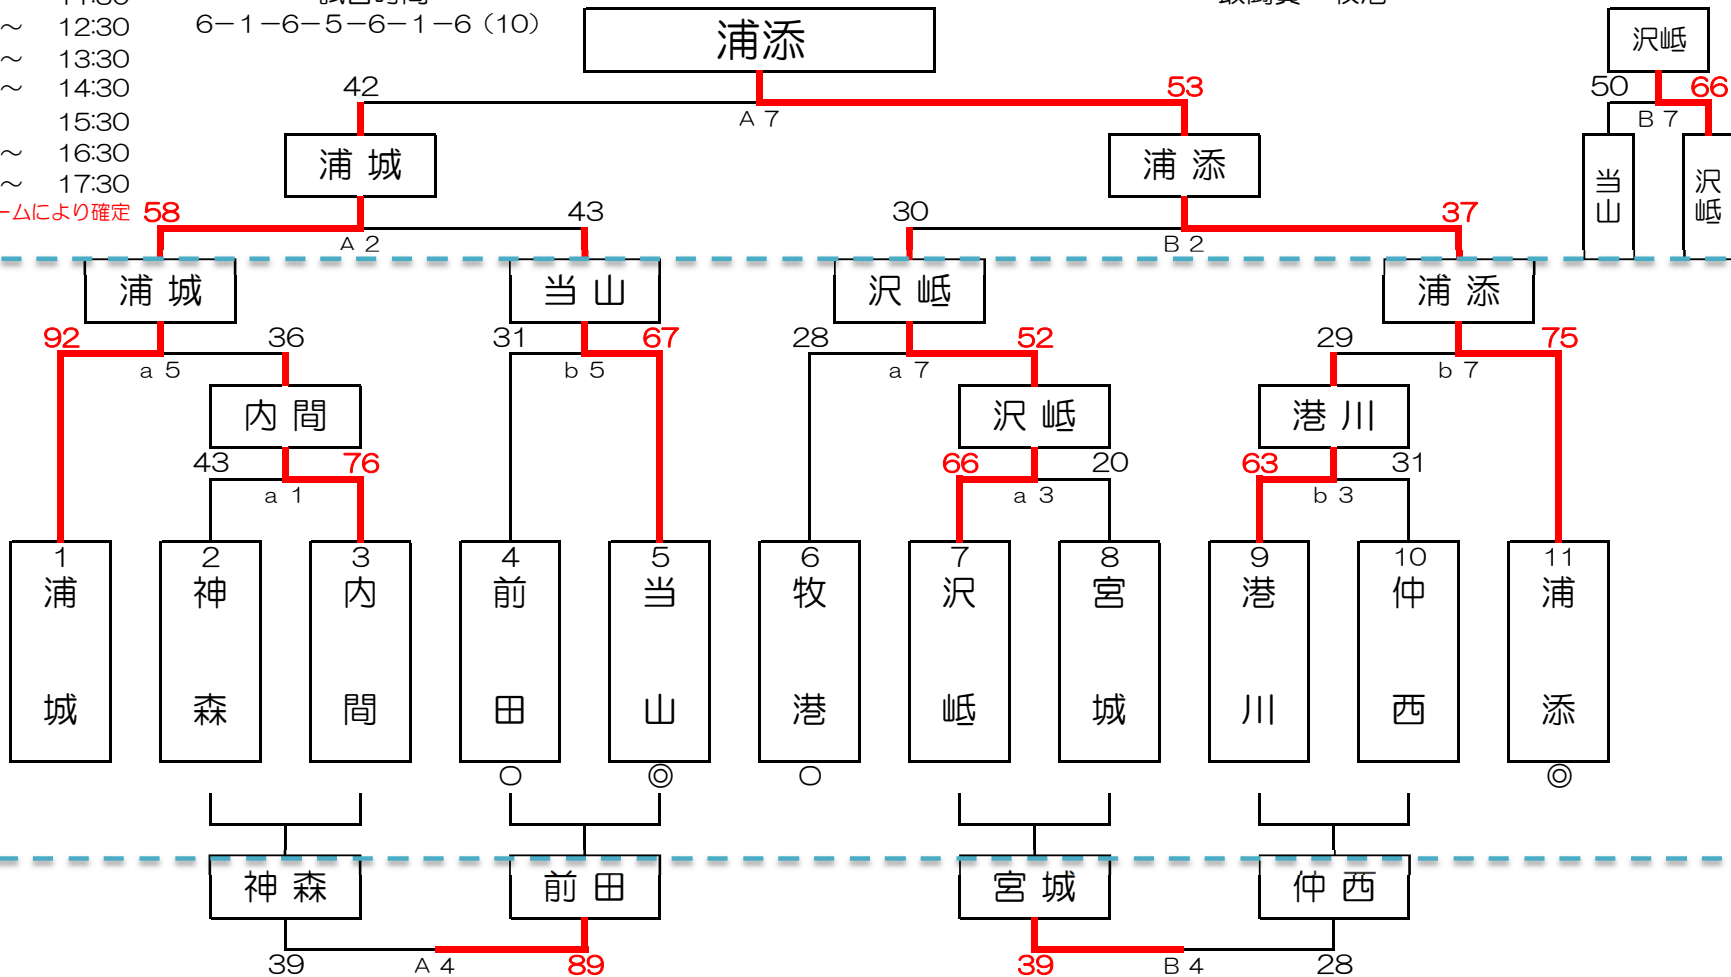 ～ 12:30 6－1－6－5－6－1－6（10）
浦添
沢岻
～ 13:30
～ 14:30
42
53
50
66
A 7
B 7
15:30
～ 16:30
～ 17:30
浦 城
浦 添
当山
沢岻
ームにより確定
58
43
30
37
A 2
B 2
浦 城
当 山
沢 岻
浦 添
92
36
31
67
28
52
29
75
a 5
b 5
a 7
b 7
内 間
沢 岻
港 川
43
76
66
20
63
31
a 1
a 3
b 3
1 2 3 4 5 6 7 8 9 10 11
浦城
神森
内間
前田
当山
牧港
沢岻
宮城
港川
仲西
浦添
○ ◎ ○ ◎
神 森
前 田
宮 城
仲 西
39
A 4
89
39
B 4
28